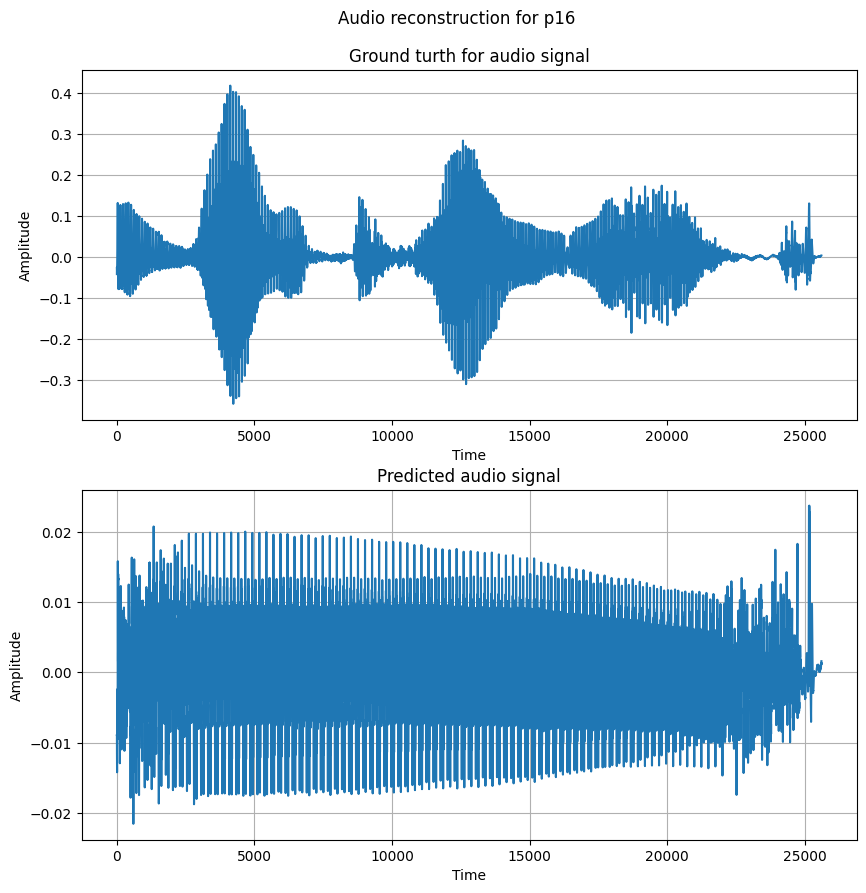 Audio reconstruction for p16
Ground turth for audio signal
0.4
0.3
0.2
0.1
0.0
−0.1
−0.2
−0.3
Amplitude
0 5000 10000 15000 20000 25000
Time
Predicted audio signal
0.02
0.01
0.00
−0.01
−0.02
Amplitude
0 5000 10000 15000 20000 25000
Time